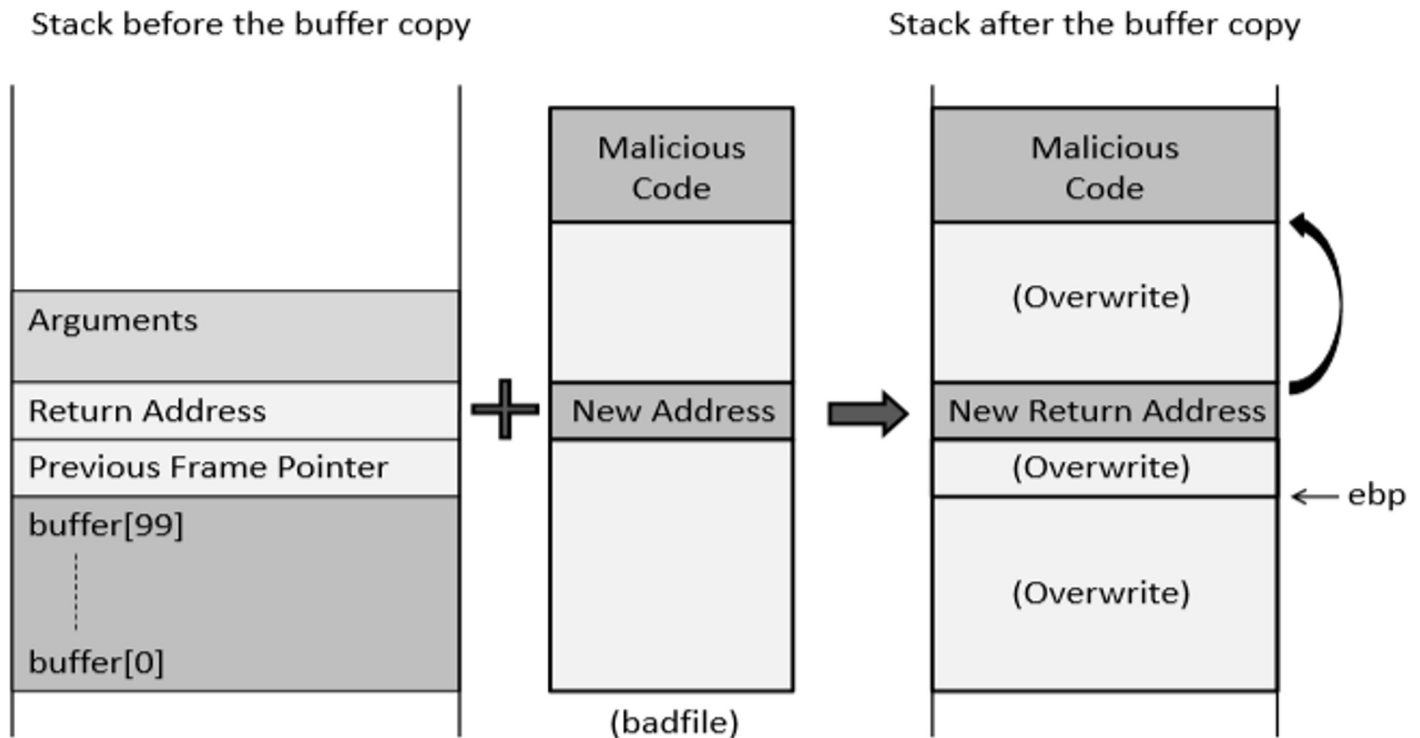 Stack before the buffer copy
Stack after the buffer copy
Arguments
Return Address
Previous Frame Pointer
buffer[99]
buffer[0]
Malicious
Code
New Address
(badfile)
Malicious
Code
(Overwrite)
New Return Address
(Overwrite)
ebp
(Overwrite)